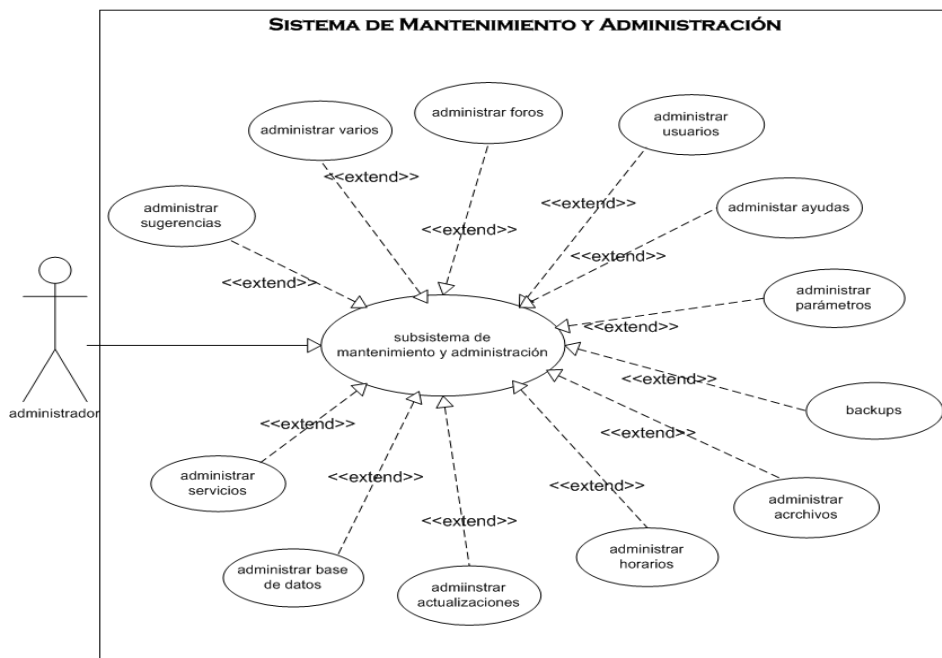 SISTEMA DE MANTENIMIENTO Y ADMINISTRACIÓN
administrar foros
administrar varios
administrar
usuarios
<<extend>>
<<extend>>
administrar
sugerencias
administar ayudas
<<extend>>
<<extend>>
<<extend>>
administrar
parámetros
<<extend>>
subsistema de
mantenimiento y administración
<<extend>>
backups
administrador
<<extend>>
<<extend>>
administrar
servicios
<<extend>>
<<extend>>
administrar
acrchivos
<<extend>>
administrar base
de datos
admiinstrar
actualizaciones
administrar
horarios